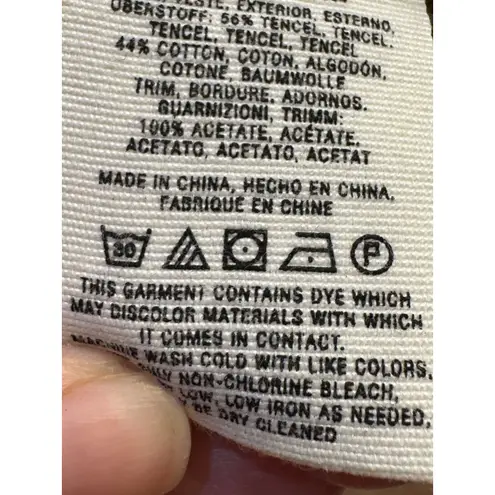 EXTERIOR, ESTERNO,
OBERSTOFF: 56% TENCEL, TENCEL,
TENCEL, TENCEL, TENCEL
44% COTTON, COTON, ALGODÓN,
COTONE, BAUMWOLLE
TRIM, BORDURE, ADORNOS,
GUARNIZIONI, TRIMM:
100% ACETATE, ACÉTATE,
ACETATO, ACETATO, ACETAT
MADE IN CHINA, HECHO EN CHINA,
FABRIQUE EN CHINE
30 P
THIS GARMENT CONTAINS DYE WHICH
MAY DISCOLOR MATERIALS WITH WHICH
IT COMES IN CONTACT.
MACHINE WASH COLD WITH LIKE COLORS,
NON-CHLORINE BLEACH,
LOW, LOW IRON AS NEEDED,
BE DRY CLEANED